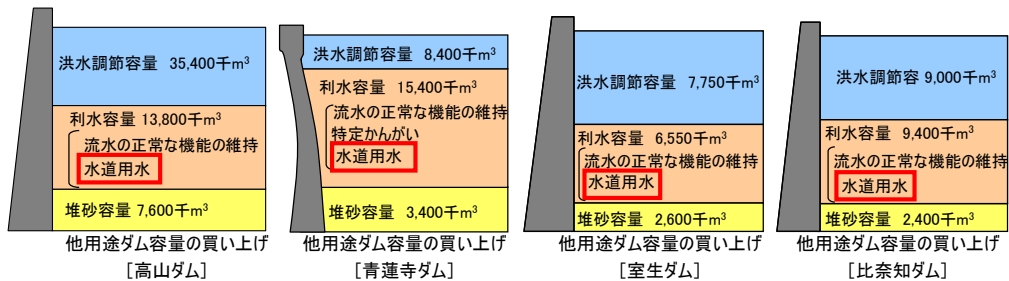 洪水調節容量 35,400千m³
利水容量 13,800千m³
流水の正常な機能の維持
水道用水
堆砂容量 7,600千m³
他用途ダム容量の買い上げ
[高山ダム]
洪水調節容量 8,400千m³
利水容量 15,400千m³
流水の正常な機能の維持
特定かんがい
水道用水
堆砂容量 3,400千m³
他用途ダム容量の買い上げ
[青蓮寺ダム]
洪水調節容量 7,750千m³
利水容量 6,550千m³
流水の正常な機能の維持
水道用水
堆砂容量 2,600千m³
他用途ダム容量の買い上げ
[室生ダム]
洪水調節容 9,000千m³
利水容量 9,400千m³
流水の正常な機能の維持
水道用水
堆砂容量 2,400千m³
他用途ダム容量の買い上げ
[比奈知ダム]